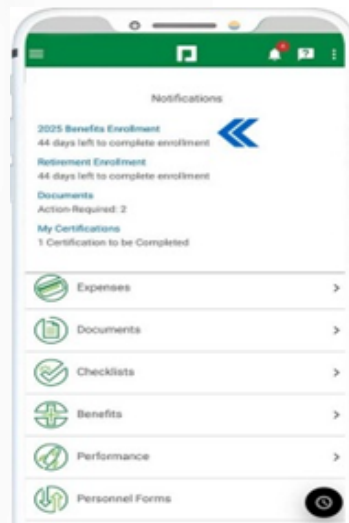 Notifications
2025 Benefits Enrollment
44 days left to complete enrollment
Retirement Enrollment
44 days left to complete enrollment
Documents
Action-Required: 2
My Certifications
1 Certification to be Completed
Expenses
Documents
Checklists
Benefits
Performance
Personnel Forms